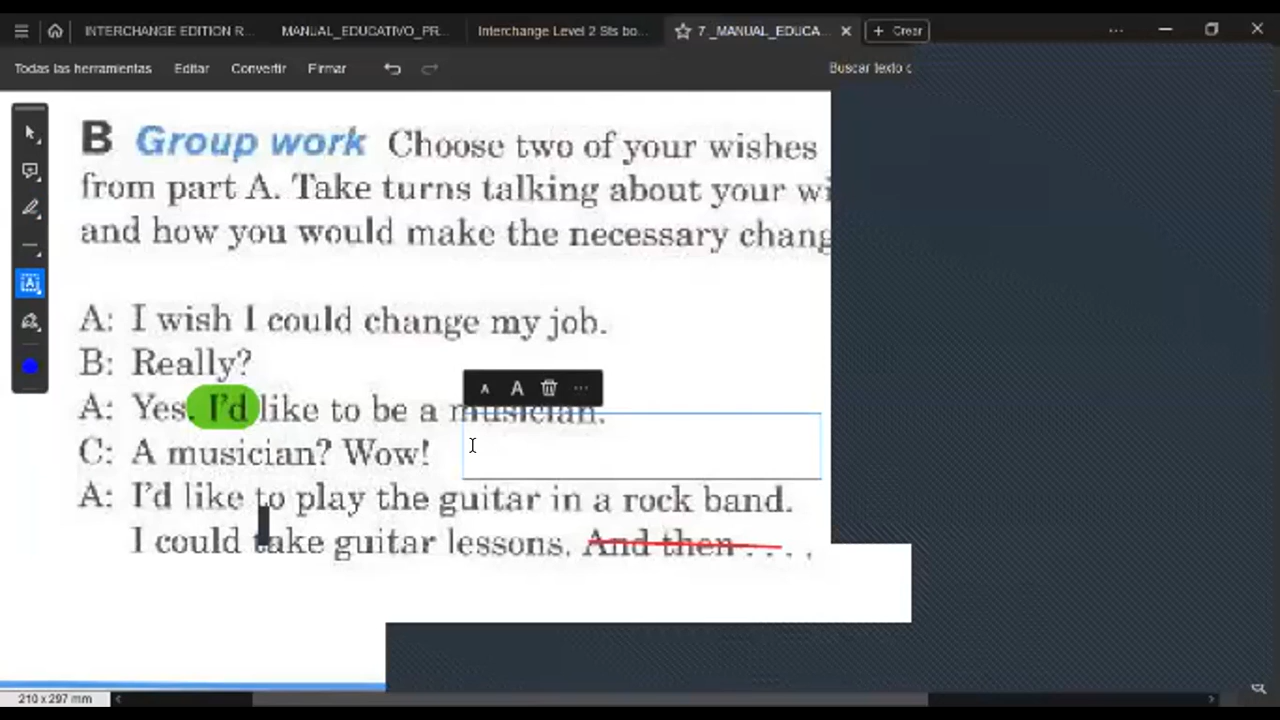 INTERCHANGE EDITION R...
MANUAL_EDUCATIVO_PR...
Interchange Level 2 Sts bo...
7 _MANUAL_EDUCA...
+ Crear
Todas las herramientas
Editar
Convertir
Firmar
Buscar texto
B Group work Choose two of your wishes
from part A. Take turns talking about your wi
and how you would make the necessary chang
A: I wish I could change my job.
B: Really?
A: Yes. I'd like to be a musician.
C: A musician? Wow!
A: I'd like to play the guitar in a rock band.
I could take guitar lessons. And then . . . .
210 x 297 mm